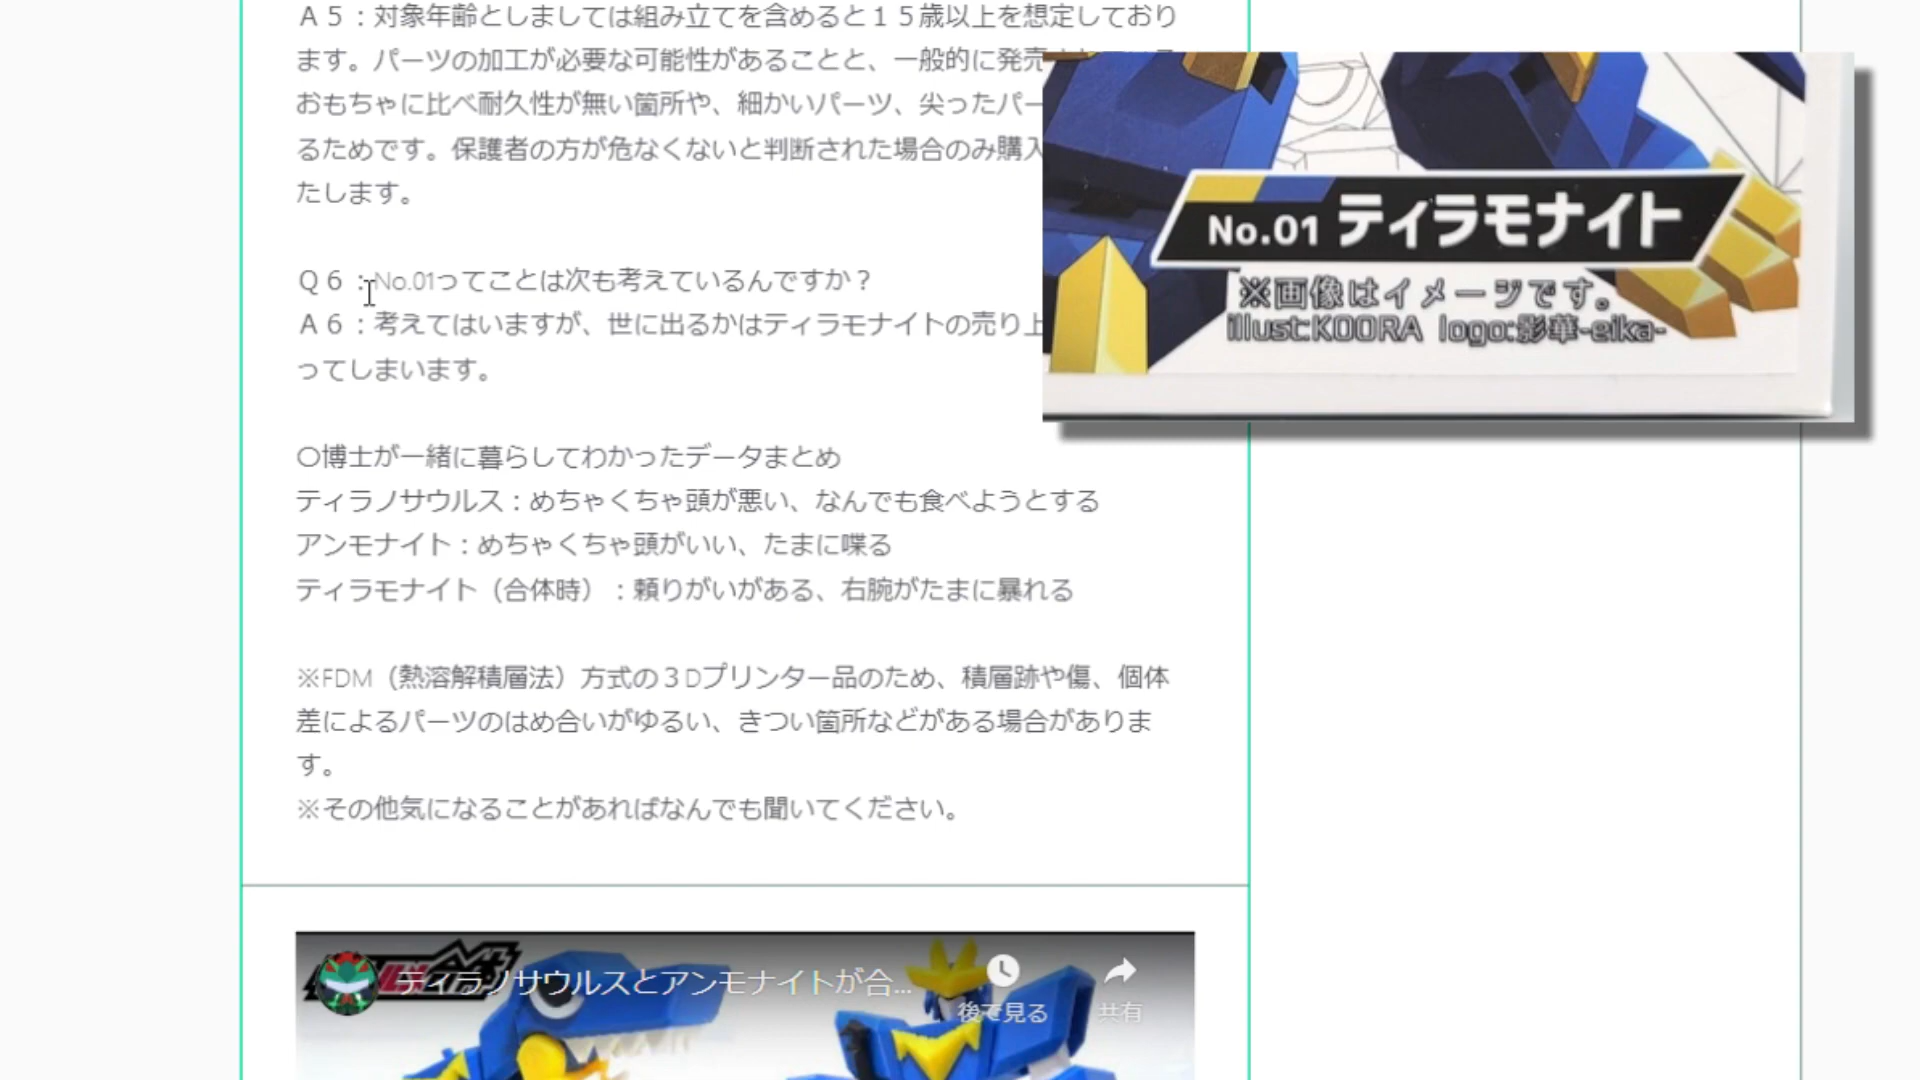 Ａ５：対象年齢としましては組み立てを含めると１５歳以上を想定しており
ます。パーツの加工が必要な可能性があることと、一般的に発売
おもちゃに比べ耐久性が無い箇所や、細かいパーツ、尖ったパー
るためです。保護者の方が危なくないと判断された場合のみ購入
たします。
Ｑ６：No.01ってことは次も考えているんですか？
Ａ６：考えてはいますが、世に出るかはティラモナイトの売り上
ってしまいます。
〇博士が一緒に暮らしてわかったデータまとめ
ティラノサウルス：めちゃくちゃ頭が悪い、なんでも食べようとする
アンモナイト：めちゃくちゃ頭がいい、たまに喋る
ティラモナイト（合体時）：頼りがいがある、右腕がたまに暴れる
※FDM（熱溶解積層法）方式の３Dプリンター品のため、積層跡や傷、個体
差によるパーツのはめ合いがゆるい、きつい箇所などがある場合がありま
す。
※その他気になることがあればなんでも聞いてください。
No.01 ティラモナイト
※画像はイメージです。
illust:KOORA logo:影華-eika-
ティラノサウルスとアンモナイトが合...
後で見る
共有